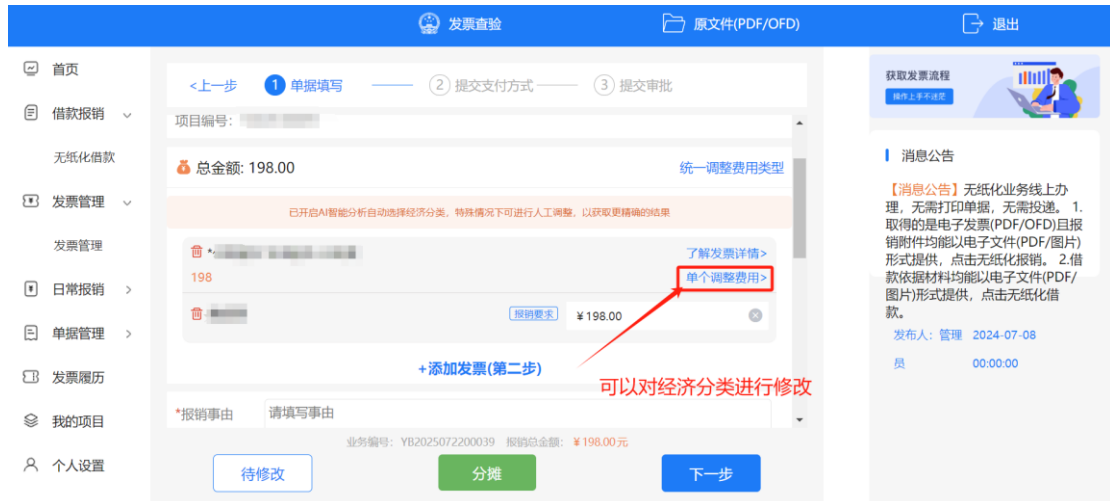 发票查验
原文件(PDF/OFD)
退出
首页
借款报销
无纸化借款
发票管理
发票管理
日常报销
单据管理
发票履历
我的项目
个人设置
<上一步
1 单据填写
2 提交支付方式
3 提交审批
项目编号：
总金额: 198.00
统一调整费用类型
已开启AI智能分析自动选择经济分类，特殊情况下可进行人工调整，以获取更精确的结果
了解发票详情>
198
单个调整费用>
报销要求
¥198.00
+添加发票(第二步)
可以对经济分类进行修改
*报销事由
请填写事由
业务编号：YB2025072200039 报销总金额：¥198.00元
待修改
分摊
下一步
获取发票流程
操作上手不迷茫
消息公告
【消息公告】无纸化业务线上办
理，无需打印单据，无需投递。 1.
取得的是电子发票(PDF/OFD)且报
销附件均能以电子文件(PDF/图片)
形式提供，点击无纸化报销。 2.借
款依据材料均能以电子文件(PDF/
图片)形式提供，点击无纸化借
款。
发布人：管理 2024-07-08
员 00:00:00